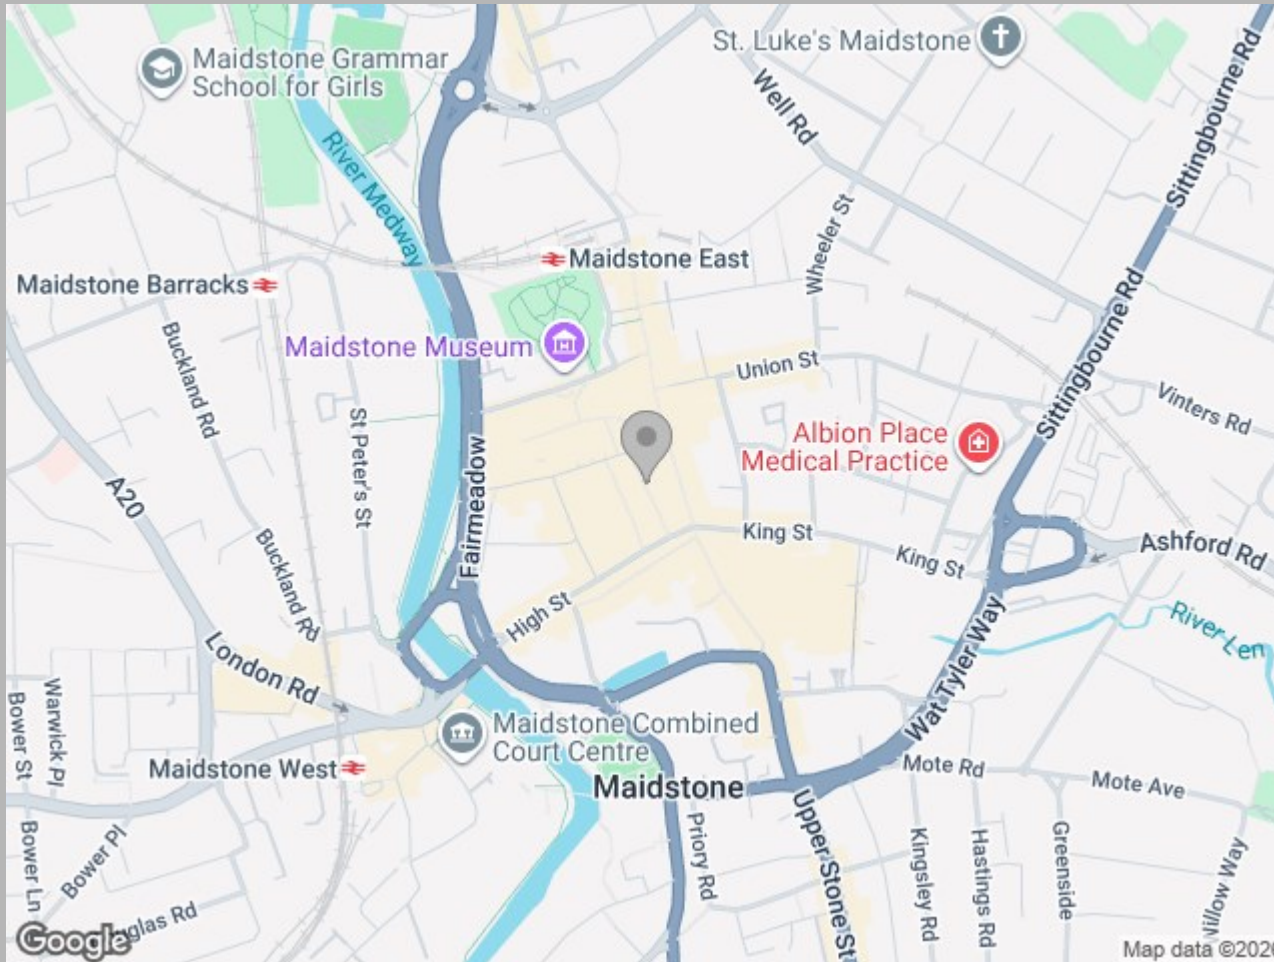 Maidstone Grammar
School for Girls
St. Luke's Maidstone
Well Rd
Sittingbourne Rd
River Medway
Wheeler St
Maidstone East
Maidstone Barracks
Maidstone Museum
Union St
Sittingbourne Rd
Buckland Rd
Vinters Rd
St Peter's St
Albion Place
Medical Practice
A20
Fairmeadow
King St
King St
Ashford Rd
Buckland Rd
High St
River Len
London Rd
Wat Tyler Way
Warwick Pl
Bower St
Maidstone Combined
Court Centre
Maidstone West
Maidstone
Mote Rd
Mote Ave
Upper Stone St
Priory Rd
Kingsley Rd
Hastings Rd
Greenside
Willow Way
Bower Pl
Bower Ln
uglas Rd
Google
Map data ©2026